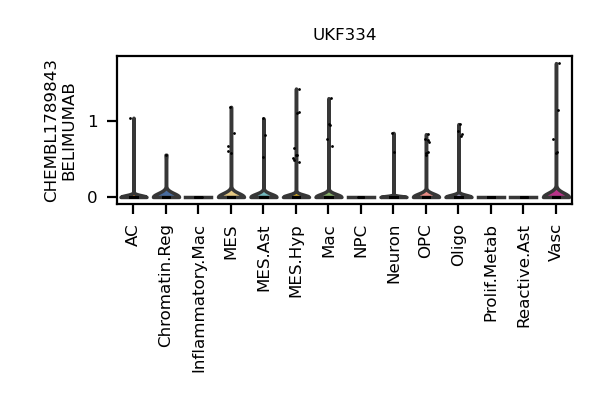 UKF334
CHEMBL1789843
BELIMUMAB
1
0
AC
Chromatin.Reg
Inflammatory.Mac
MES
MES.Ast
MES.Hyp
Mac
NPC
Neuron
OPC
Oligo
Prolif.Metab
Reactive.Ast
Vasc